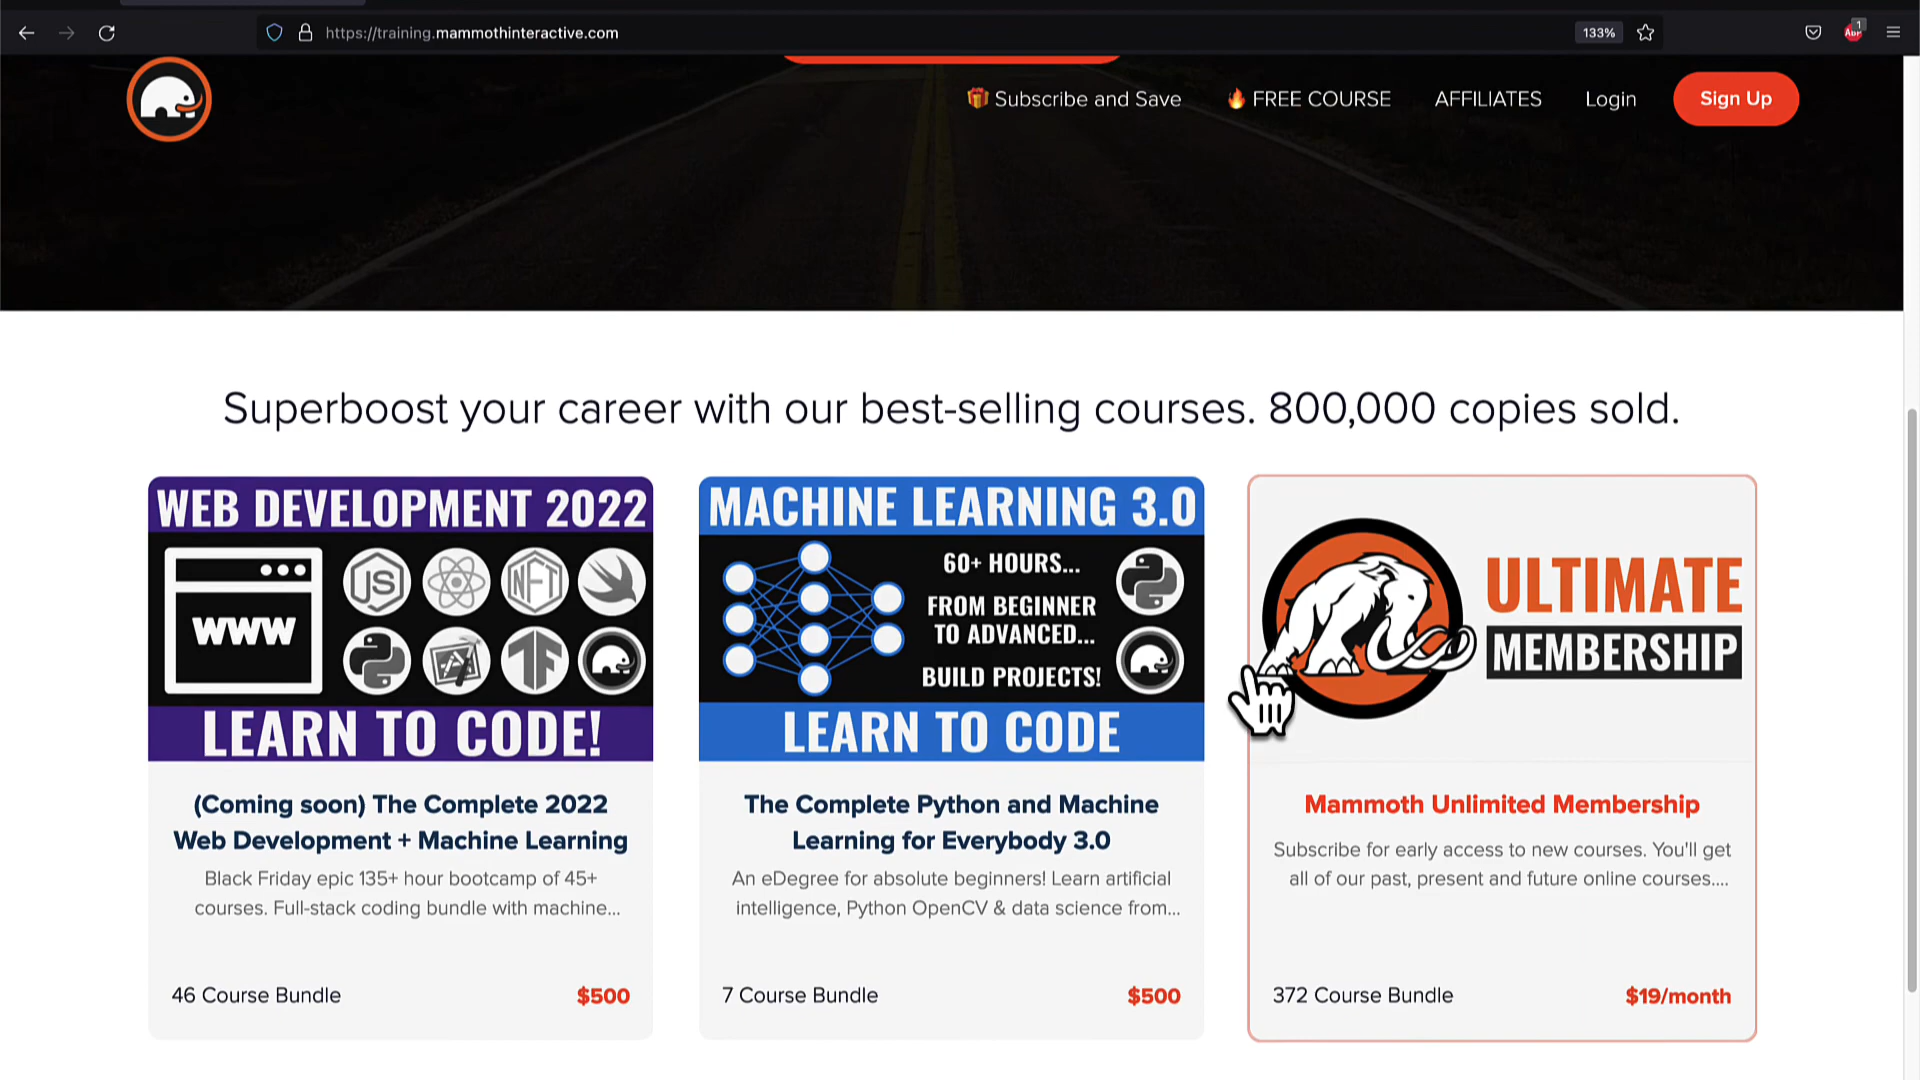 https://training.mammothinteractive.com
133%
ABP
1
🎁 Subscribe and Save
🔥 FREE COURSE
AFFILIATES
Login
Sign Up
Superboost your career with our best-selling courses. 800,000 copies sold.
WEB DEVELOPMENT 2022
JS
NFT
WWW
TF
LEARN TO CODE!
(Coming soon) The Complete 2022
Web Development + Machine Learning
Black Friday epic 135+ hour bootcamp of 45+
courses. Full-stack coding bundle with machine...
46 Course Bundle
$500
MACHINE LEARNING 3.0
60+ HOURS...
FROM BEGINNER
TO ADVANCED...
BUILD PROJECTS!
LEARN TO CODE
The Complete Python and Machine
Learning for Everybody 3.0
An eDegree for absolute beginners! Learn artificial
intelligence, Python OpenCV & data science from...
7 Course Bundle
$500
ULTIMATE
MEMBERSHIP
Mammoth Unlimited Membership
Subscribe for early access to new courses. You'll get
all of our past, present and future online courses....
372 Course Bundle
$19/month